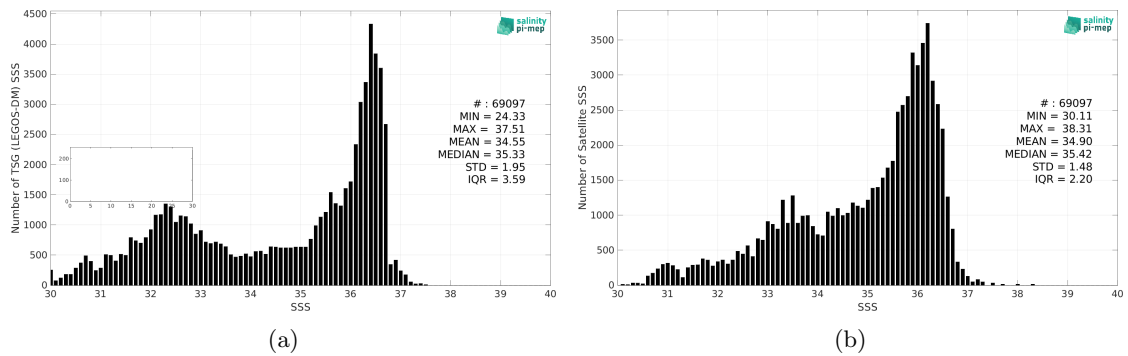 4500
4000
3500
3000
2500
2000
1500
1000
500
0
Number of TSG (LEGOS-DM) SSS
salinity
pi-mep
# : 69097
MIN = 24.33
MAX = 37.51
MEAN = 34.55
MEDIAN = 35.33
STD = 1.95
IQR = 3.59
200
100
0
0 5 10 15 20 25 30
30 31 32 33 34 35 36 37 38 39 40
SSS
(a)
3500
3000
2500
2000
1500
1000
500
0
Number of Satellite SSS
salinity
pi-mep
# : 69097
MIN = 30.11
MAX = 38.31
MEAN = 34.90
MEDIAN = 35.42
STD = 1.48
IQR = 2.20
30 31 32 33 34 35 36 37 38 39 40
SSS
(b)